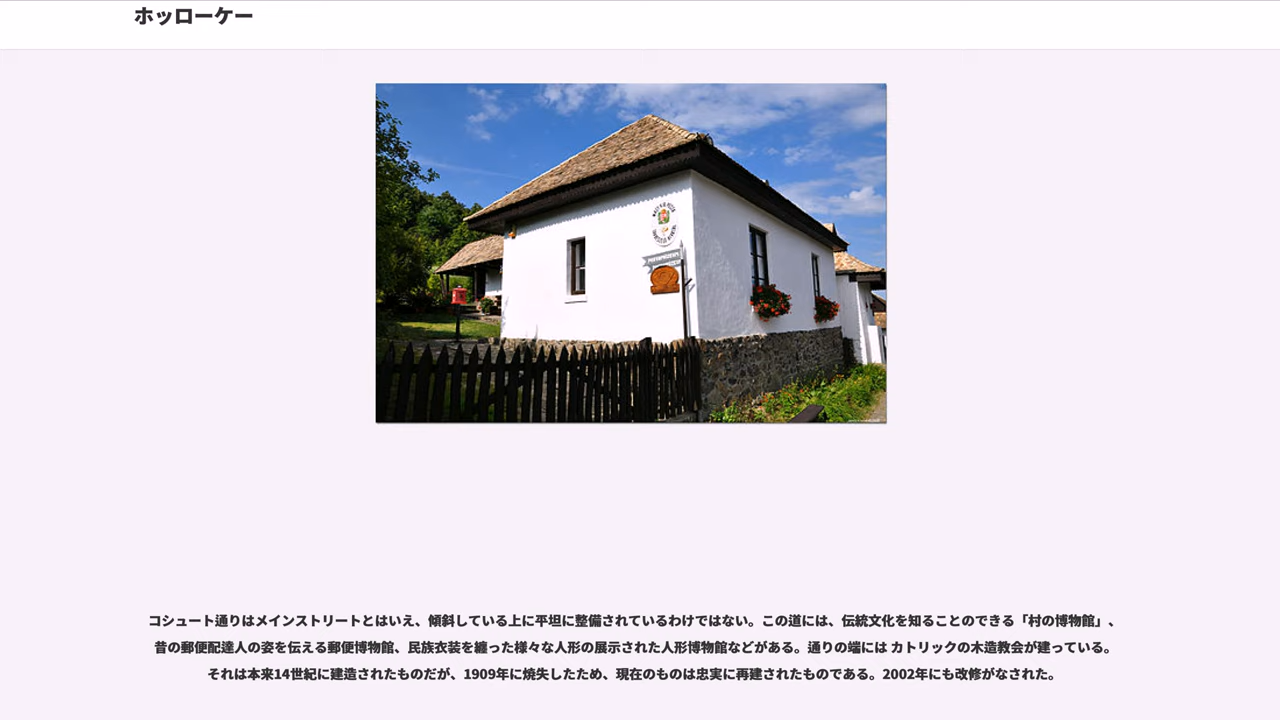 ホッローケー
コシュート通りはメインストリートとはいえ、傾斜している上に平坦に整備されているわけではない。この道には、伝統文化を知ることのできる「村の博物館」、
昔の郵便配達人の姿を伝える郵便博物館、民族衣装を纏った様々な人形の展示された人形博物館などがある。通りの端には カトリックの木造教会が建っている。
それは本来14世紀に建造されたものだが、1909年に焼失したため、現在のものは忠実に再建されたものである。2002年にも改修がなされた。